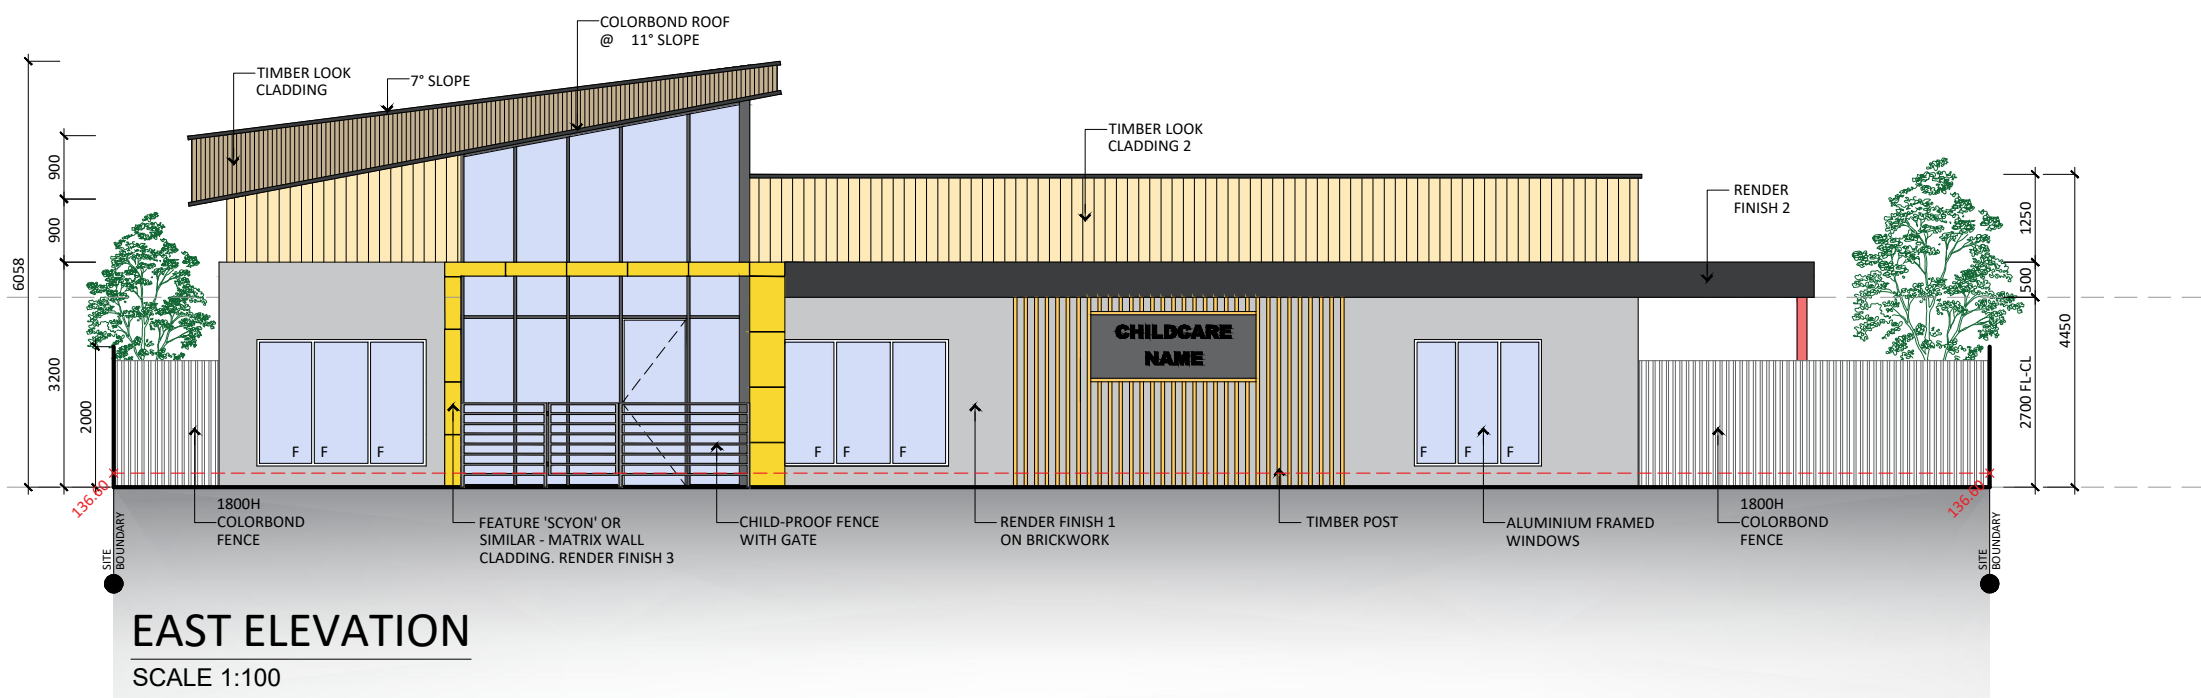 COLORBOND ROOF
@ 11° SLOPE
TIMBER LOOK
CLADDING
7° SLOPE
TIMBER LOOK
CLADDING 2
RENDER
FINISH 2
6058
900
900
3200
2000
1250
500
2700 FL-CL
4450
CHILDCARE
NAME
F F F
F F F
F F F
136.60
136.60
1800H
COLORBOND
FENCE
FEATURE 'SCYON' OR
SIMILAR - MATRIX WALL
CLADDING. RENDER FINISH 3
CHILD-PROOF FENCE
WITH GATE
RENDER FINISH 1
ON BRICKWORK
TIMBER POST
ALUMINIUM FRAMED
WINDOWS
1800H
COLORBOND
FENCE
SITE
BOUNDARY
SITE
BOUNDARY
EAST ELEVATION
SCALE 1:100